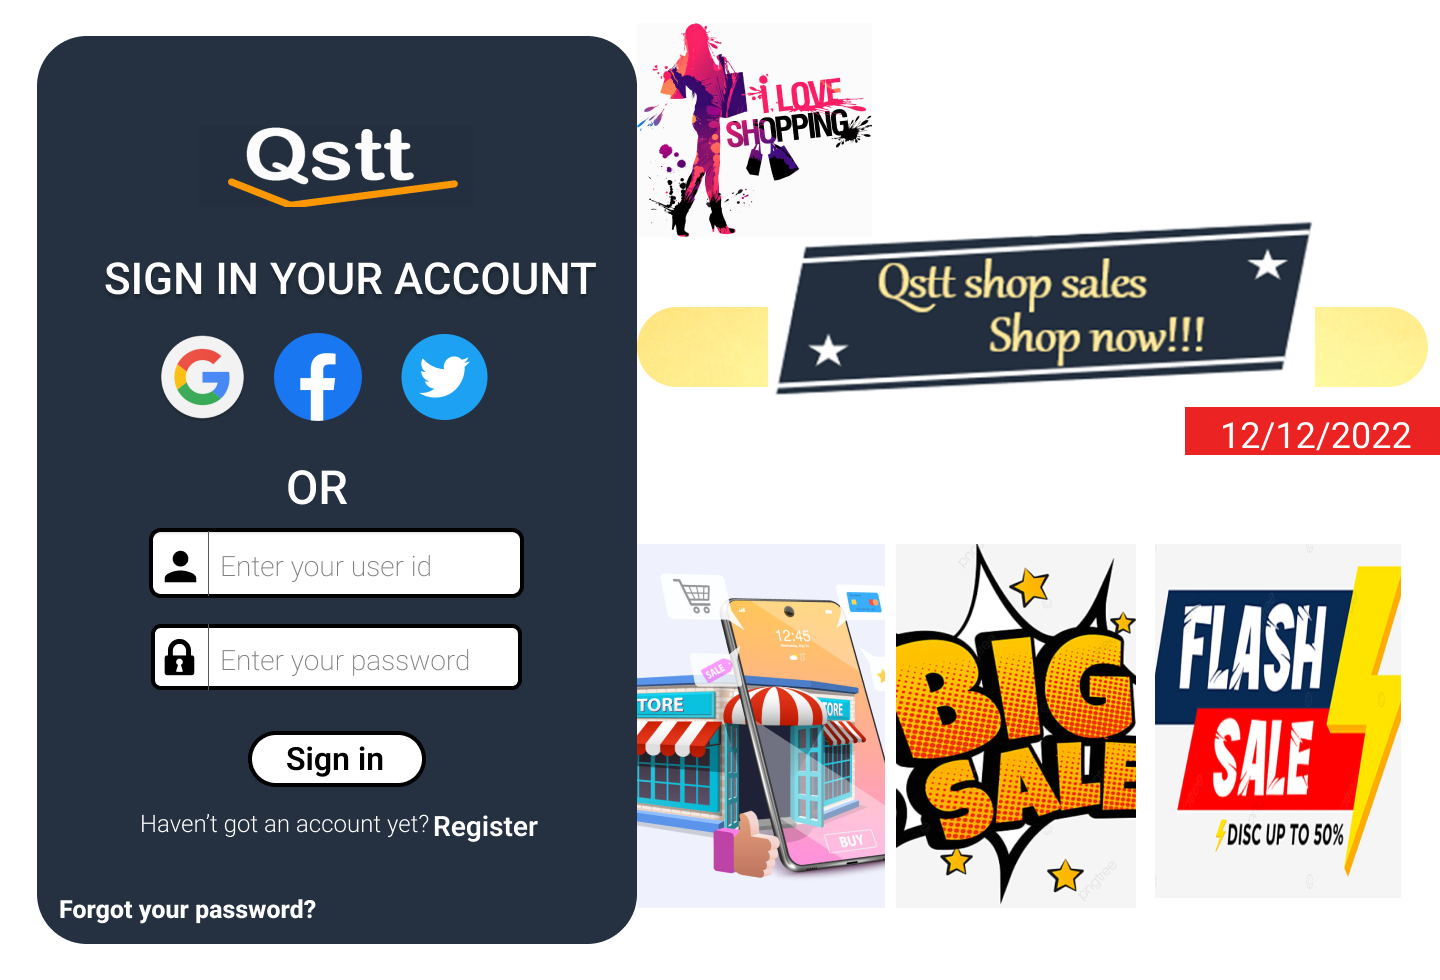 Qstt
SIGN IN YOUR ACCOUNT
OR
Enter your user id
Enter your password
Sign in
Haven't got an account yet? Register
Forgot your password?
i LOVE
SHOPPING
Qstt shop sales
Shop now!!!
12/12/2022
12:45
SALE
TORE
TORE
BUY
BIG
SALE
pngtree
FLASH
SALE
DISC UP TO 50%